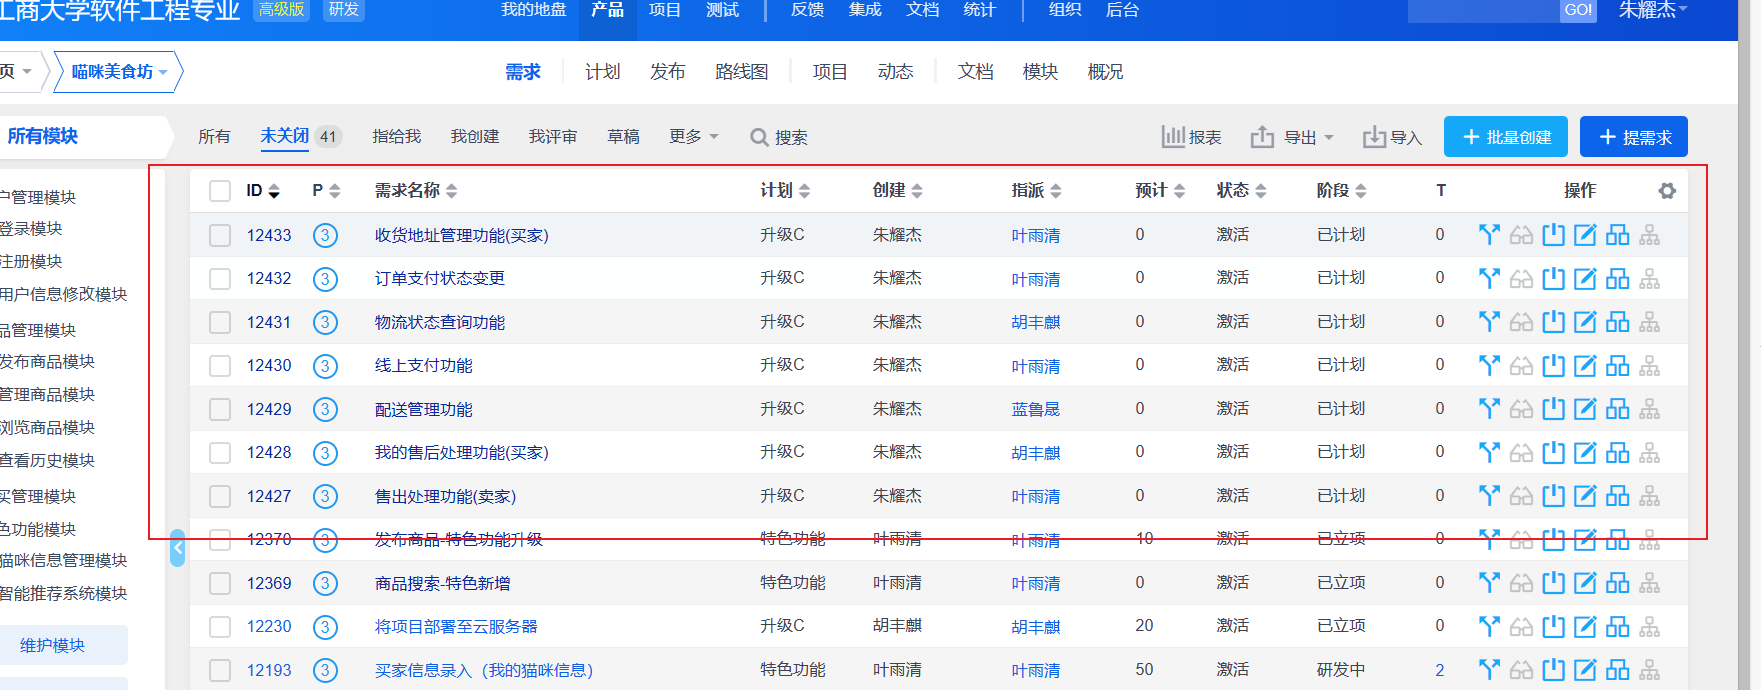 工商大学软件工程专业 高级版 研发 我的地盘 产品 项目 测试 反馈 集成 文档 统计 组织 后台 GO! 朱耀杰
页 喵咪美食坊 需求 计划 发布 路线图 项目 动态 文档 模块 概况
所有模块 所有 未关闭 41 指给我 我创建 我评审 草稿 更多 搜索 报表 导出 导入 批量创建 提需求
户管理模块
登录模块
注册模块
用户信息修改模块
品管理模块
发布商品模块
管理商品模块
浏览商品模块
查看历史模块
买管理模块
色功能模块
猫咪信息管理模块
智能推荐系统模块
维护模块
ID P 需求名称 计划 创建 指派 预计 状态 阶段 T 操作
12433 3 收货地址管理功能(买家) 升级C 朱耀杰 叶雨清 0 激活 已计划 0
12432 3 订单支付状态变更 升级C 朱耀杰 叶雨清 0 激活 已计划 0
12431 3 物流状态查询功能 升级C 朱耀杰 胡丰麒 0 激活 已计划 0
12430 3 线上支付功能 升级C 朱耀杰 叶雨清 0 激活 已计划 0
12429 3 配送管理功能 升级C 朱耀杰 蓝鲁晟 0 激活 已计划 0
12428 3 我的售后处理功能(买家) 升级C 朱耀杰 胡丰麒 0 激活 已计划 0
12427 3 售出处理功能(卖家) 升级C 朱耀杰 叶雨清 0 激活 已计划 0
12370 3 发布商品-特色功能升级 特色功能 叶雨清 叶雨清 10 激活 已立项 0
12369 3 商品搜索-特色新增 特色功能 叶雨清 叶雨清 0 激活 已立项 0
12230 3 将项目部署至云服务器 升级C 胡丰麒 胡丰麒 20 激活 已立项 0
12193 3 买家信息录入（我的猫咪信息） 特色功能 叶雨清 叶雨清 50 激活 研发中 2